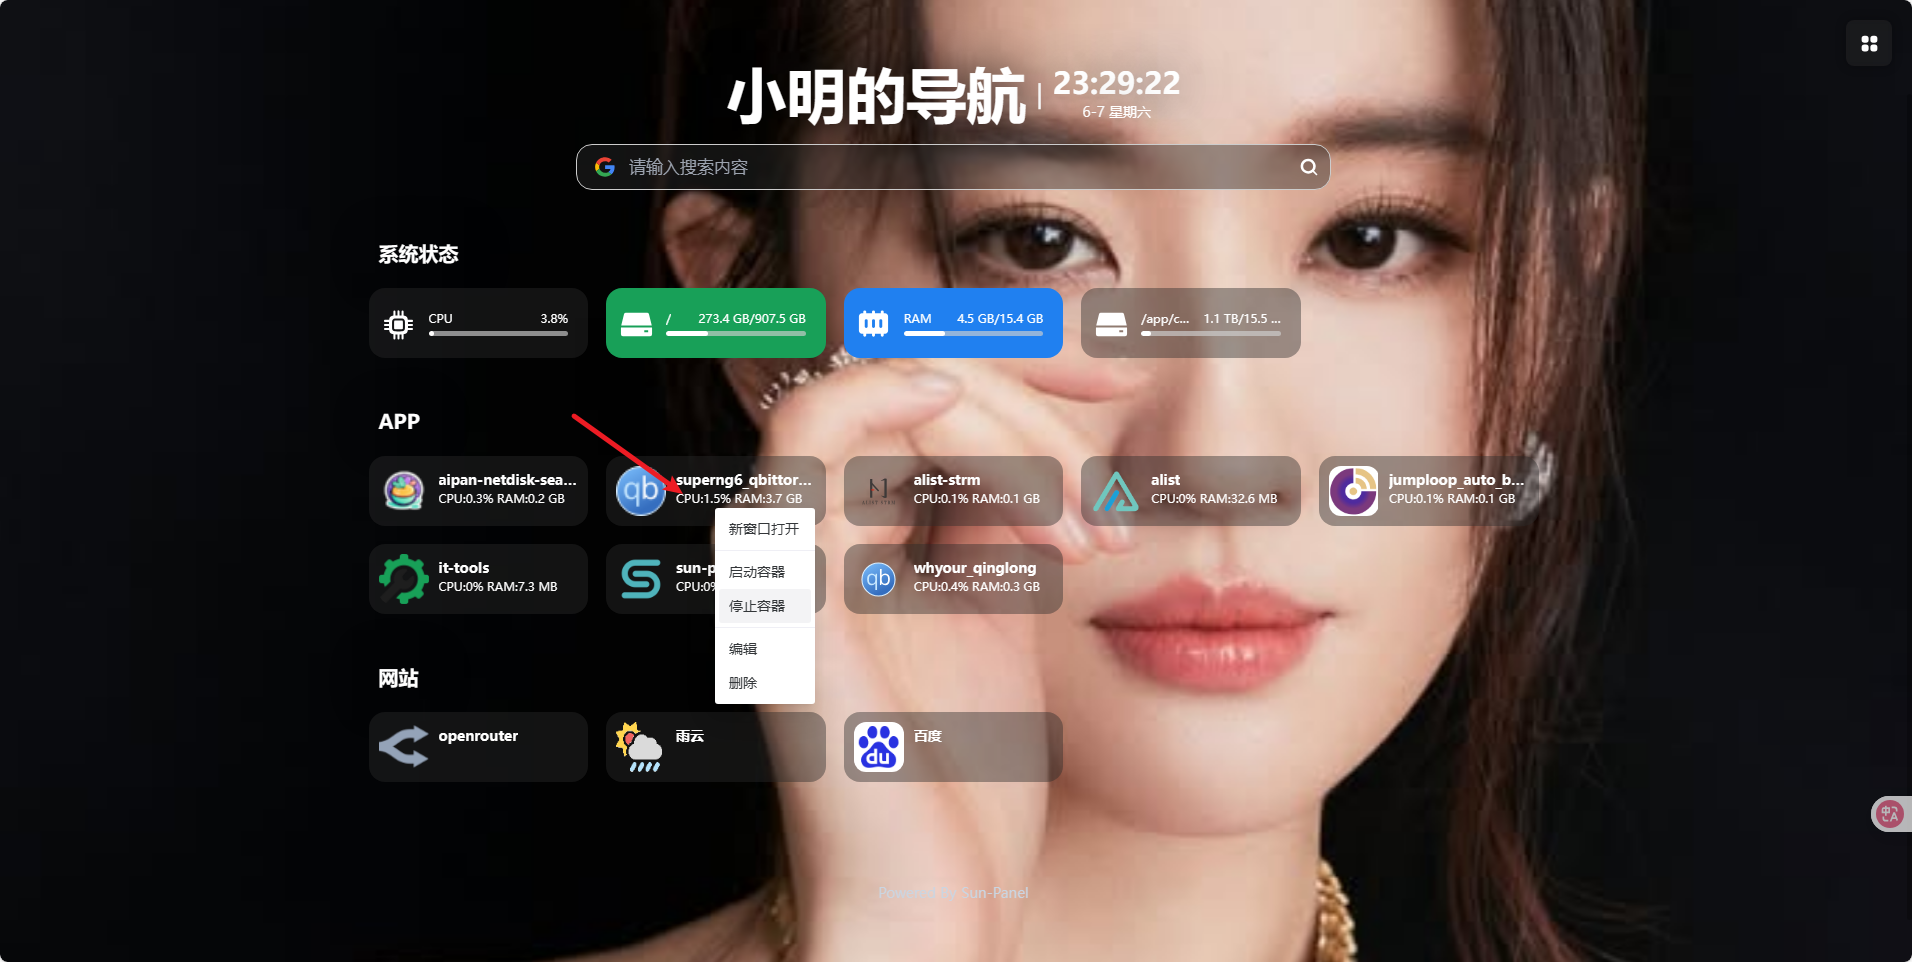 小明的导航
23:29:22
6-7 星期六
请输入搜索内容
系统状态
CPU 3.8%
/ 273.4 GB/907.5 GB
RAM 4.5 GB/15.4 GB
/app/c... 1.1 TB/15.5 ...
APP
aipan-netdisk-sea...
CPU:0.3% RAM:0.2 GB
qb
superng6_qbittor...
CPU:1.5% RAM:3.7 GB
alist-strm
CPU:0.1% RAM:0.1 GB
alist
CPU:0% RAM:32.6 MB
jumploop_auto_b...
CPU:0.1% RAM:0.1 GB
it-tools
CPU:0% RAM:7.3 MB
sun-p
CPU:0%
qb
whyour_qinglong
CPU:0.4% RAM:0.3 GB
新窗口打开
启动容器
停止容器
编辑
删除
网站
openrouter
雨云
du
百度
Powered By Sun-Panel